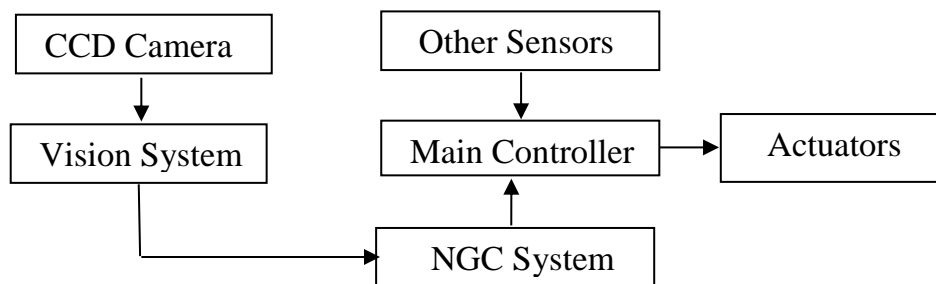 CCD Camera
Other Sensors
Vision System
Main Controller
Actuators
NGC System